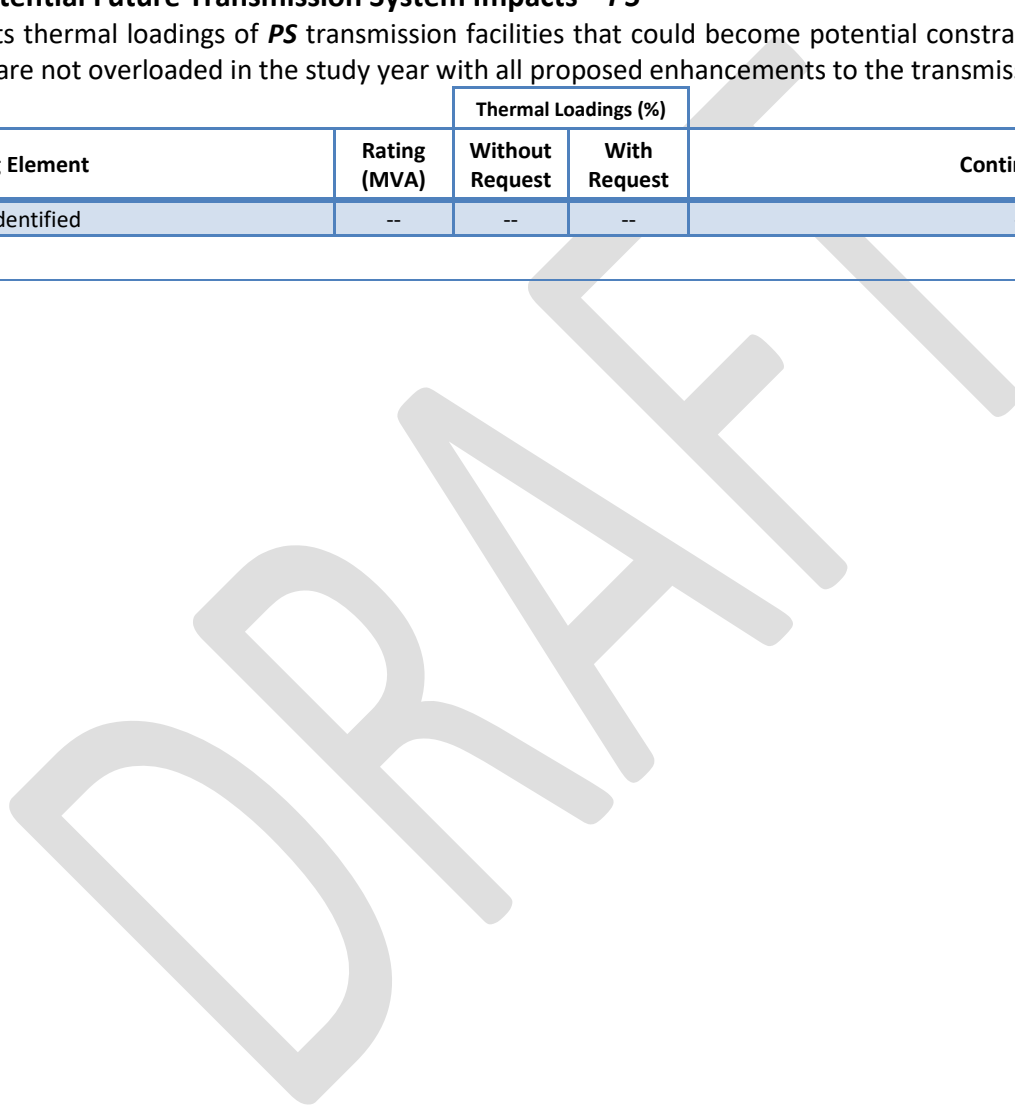 tential Future Transmission System Impacts – PS
ts thermal loadings of PS transmission facilities that could become potential constra
are not overloaded in the study year with all proposed enhancements to the transmis
Thermal Loadings (%)
Element Rating (MVA) Without Request With Request Conti
dentified -- -- --
DRAFT